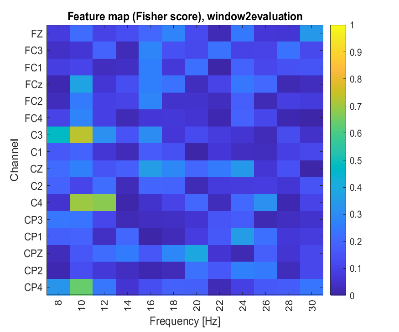 Feature map (Fisher score), window2evaluation
FZ
FC3
FC1
FCz
FC2
FC4
C3
C1
CZ
C2
C4
CP3
CP1
CPZ
CP2
CP4
Channel
8 10 12 14 16 18 20 22 24 26 28 30
Frequency [Hz]
1
0.9
0.8
0.7
0.6
0.5
0.4
0.3
0.2
0.1
0